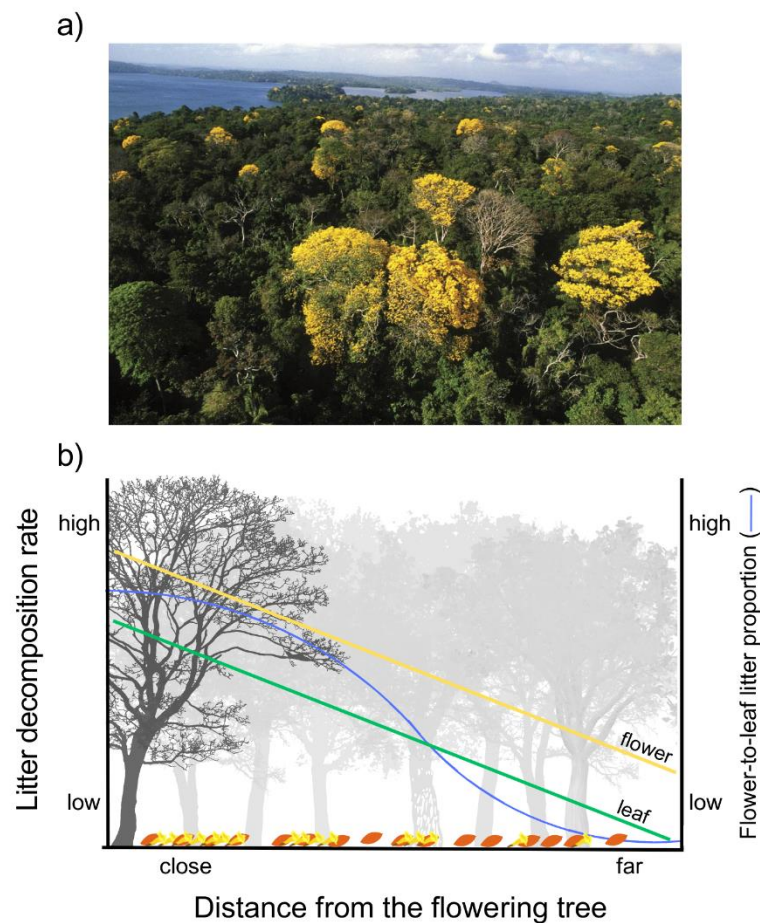 a)
b)
high
low
Litter decomposition rate
flower
leaf
high
low
Flower-to-leaf litter proportion (—)
close
far
Distance from the flowering tree